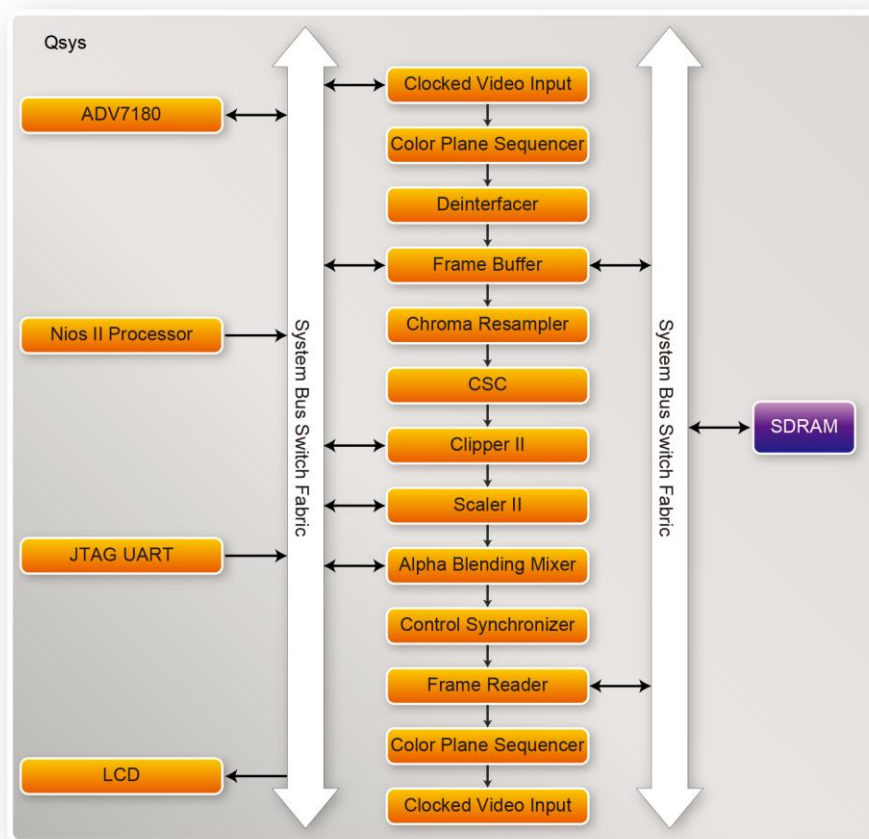 Qsys
ADV7180
Nios II Processor
JTAG UART
LCD
System Bus Switch Fabric
Clocked Video Input
Color Plane Sequencer
Deinterfacer
Frame Buffer
Chroma Resampler
CSC
Clipper II
Scaler II
Alpha Blending Mixer
Control Synchronizer
Frame Reader
Color Plane Sequencer
Clocked Video Input
System Bus Switch Fabric
SDRAM